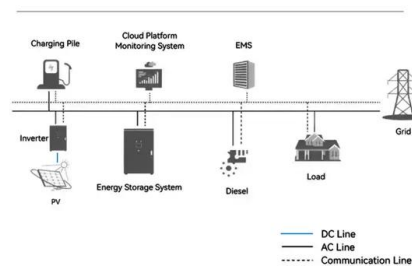 Charging Pile
Cloud Platform
Monitoring System
EMS
Grid
Inverter
PV
Energy Storage System
Diesel
Load
DC Line
AC Line
Communication Line